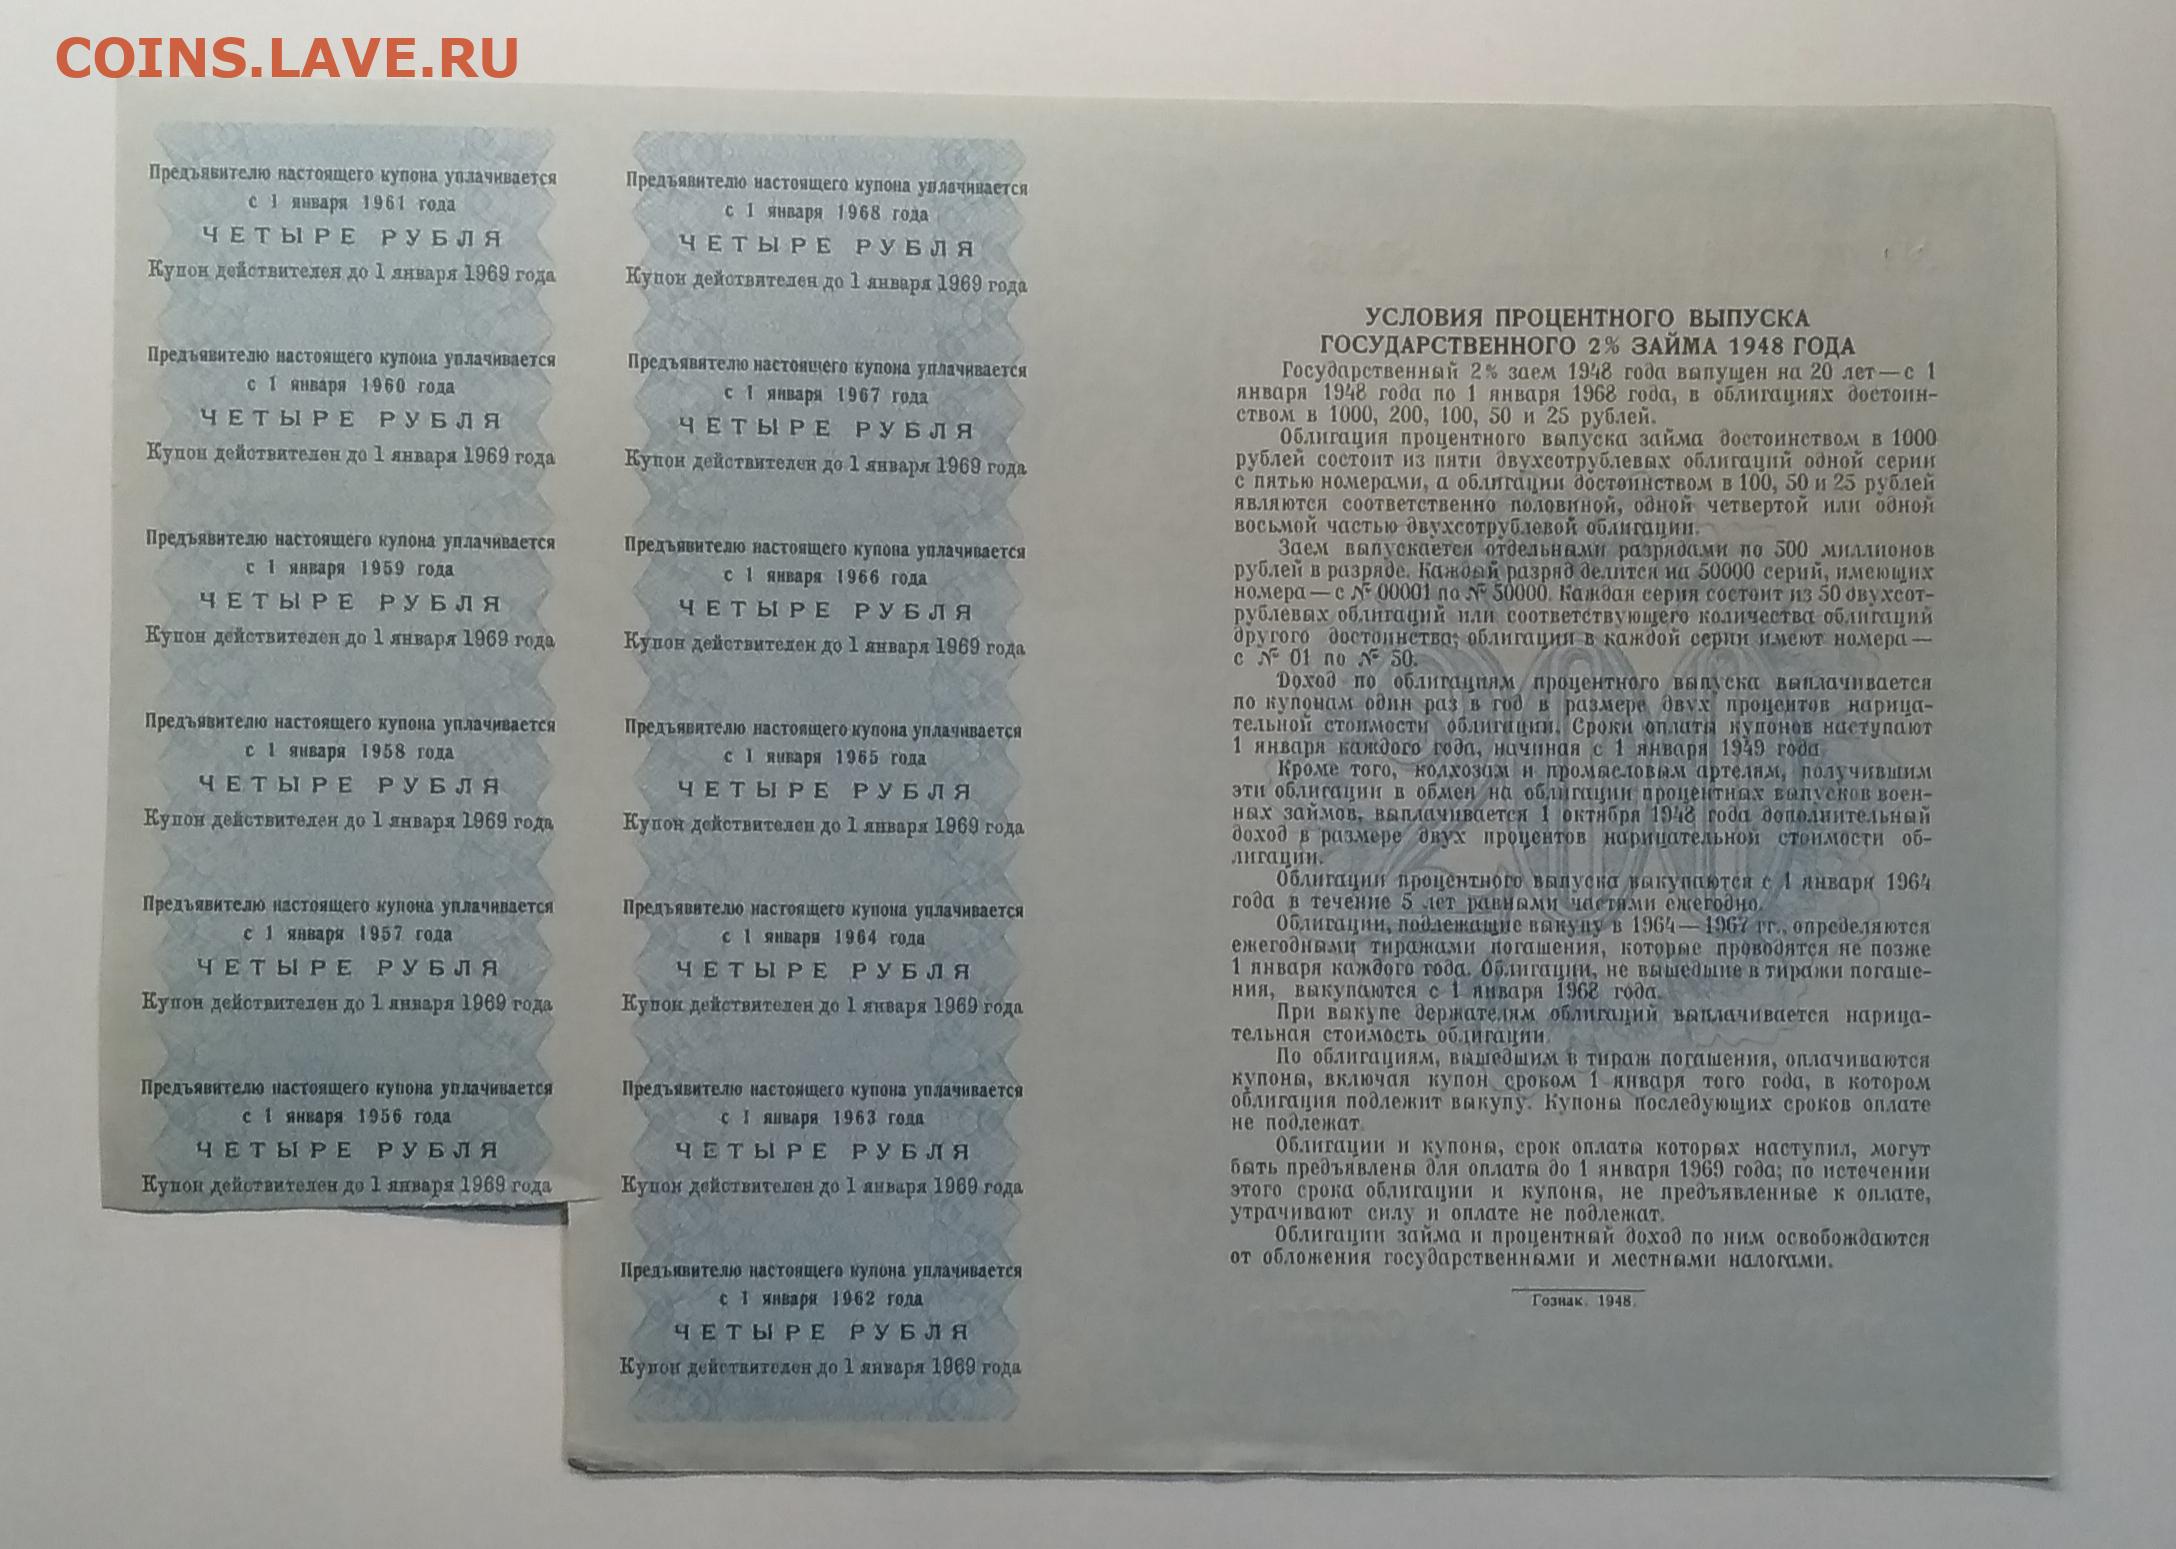 COINS.LAVE.RU
Предъявителю настоящего купона уплачивается
с 1 января 1961 года
ЧЕТЫРЕ РУБЛЯ
Купон действителен до 1 января 1969 года
Предъявителю настоящего купона уплачивается
с 1 января 1960 года
ЧЕТЫРЕ РУБЛЯ
Купон действителен до 1 января 1969 года
Предъявителю настоящего купона уплачивается
с 1 января 1959 года
ЧЕТЫРЕ РУБЛЯ
Купон действителен до 1 января 1969 года
Предъявителю настоящего купона уплачивается
с 1 января 1958 года
ЧЕТЫРЕ РУБЛЯ
Купон действителен до 1 января 1969 года
Предъявителю настоящего купона уплачивается
с 1 января 1957 года
ЧЕТЫРЕ РУБЛЯ
Купон действителен до 1 января 1969 года
Предъявителю настоящего купона уплачивается
с 1 января 1956 года
ЧЕТЫРЕ РУБЛЯ
Купон действителен до 1 января 1969 года
Предъявителю настоящего купона уплачивается
с 1 января 1968 года
ЧЕТЫРЕ РУБЛЯ
Купон действителен до 1 января 1969 года
Предъявителю настоящего купона уплачивается
с 1 января 1967 года
ЧЕТЫРЕ РУБЛЯ
Купон действителен до 1 января 1969 года
Предъявителю настоящего купона уплачивается
с 1 января 1966 года
ЧЕТЫРЕ РУБЛЯ
Купон действителен до 1 января 1969 года
Предъявителю настоящего купона уплачивается
с 1 января 1965 года
ЧЕТЫРЕ РУБЛЯ
Купон действителен до 1 января 1969 года
Предъявителю настоящего купона уплачивается
с 1 января 1964 года
ЧЕТЫРЕ РУБЛЯ
Купон действителен до 1 января 1969 года
Предъявителю настоящего купона уплачивается
с 1 января 1963 года
ЧЕТЫРЕ РУБЛЯ
Купон действителен до 1 января 1969 года
Предъявителю настоящего купона уплачивается
с 1 января 1962 года
ЧЕТЫРЕ РУБЛЯ
Купон действителен до 1 января 1969 года
УСЛОВИЯ ПРОЦЕНТНОГО ВЫПУСКА
ГОСУДАРСТВЕННОГО 2% ЗАЙМА 1948 ГОДА
Государственный 2% заем 1948 года выпущен на 20 лет—с 1
января 1948 года по 1 января 1968 года, в облигациях достоин-
ством в 1000, 200, 100, 50 и 25 рублей.
Облигация процентного выпуска займа достоинством в 1000
рублей состоит из пяти двухсотрублевых облигаций одной серии
с пятью номерами, а облигации достоинством в 100, 50 и 25 рублей
являются соответственно половиной, одной четвертой или одной
восьмой частью двухсотрублевой облигации.
Заем выпускается отдельными разрядами по 500 миллионов
рублей в разряде. Каждый разряд делится на 50000 серий, имеющих
номера—с № 00001 по № 50000. Каждая серия состоит из 50 двухсот-
рублевых облигаций или соответствующего количества облигаций
другого достоинства; облигации в каждой серии имеют номера—
с № 01 по № 50.
Доход по облигациям процентного выпуска выплачивается
по купонам один раз в год в размере двух процентов нарица-
тельной стоимости облигации. Сроки оплаты купонов наступают
1 января каждого года, начиная с 1 января 1949 года.
Кроме того, колхозам и промысловым артелям, получившим
эти облигации в обмен на облигации процентных выпусков воен-
ных займов, выплачивается 1 октября 1948 года дополнительный
доход в размере двух процентов нарицательной стоимости об-
лигации.
Облигации процентного выпуска выкупаются с 1 января 1964
года в течение 5 лет равными частями ежегодно.
Облигации, подлежащие выкупу в 1964—1967 гг., определяются
ежегодными тиражами погашения, которые проводятся не позже
1 января каждого года. Облигации, не вышедшие в тиражи погаше-
ния, выкупаются с 1 января 1968 года.
При выкупе держателям облигаций выплачивается нарица-
тельная стоимость облигации.
По облигациям, вышедшим в тираж погашения, оплачиваются
купоны, включая купон сроком 1 января того года, в котором
облигация подлежит выкупу. Купоны последующих сроков оплате
не подлежат.
Облигации и купоны, срок оплаты которых наступил, могут
быть предъявлены для оплаты до 1 января 1969 года; по истечении
этого срока облигации и купоны, не предъявленные к оплате,
утрачивают силу и оплате не подлежат.
Облигации займа и процентный доход по ним освобождаются
от обложения государственными и местными налогами.
Гознак. 1948.
200